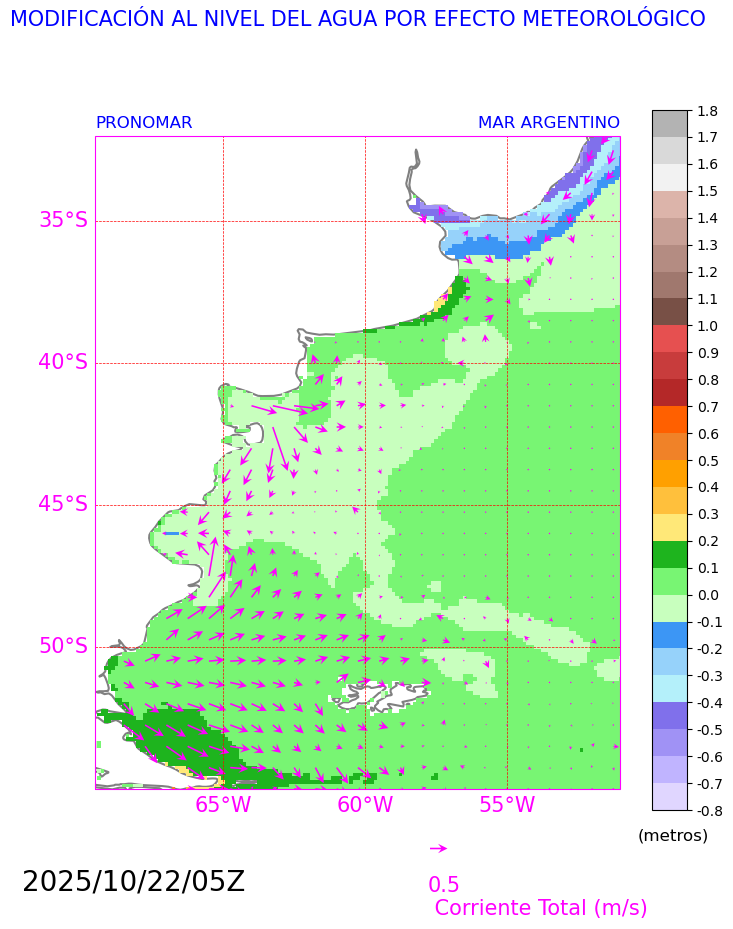 MODIFICACIÓN AL NIVEL DEL AGUA POR EFECTO METEOROLÓGICO
PRONOMAR
MAR ARGENTINO
35°S
40°S
45°S
50°S
65°W
60°W
55°W
1.8
1.7
1.6
1.5
1.4
1.3
1.2
1.1
1.0
0.9
0.8
0.7
0.6
0.5
0.4
0.3
0.2
0.1
0.0
-0.1
-0.2
-0.3
-0.4
-0.5
-0.6
-0.7
-0.8
(metros)
2025/10/22/05Z
0.5
Corriente Total (m/s)